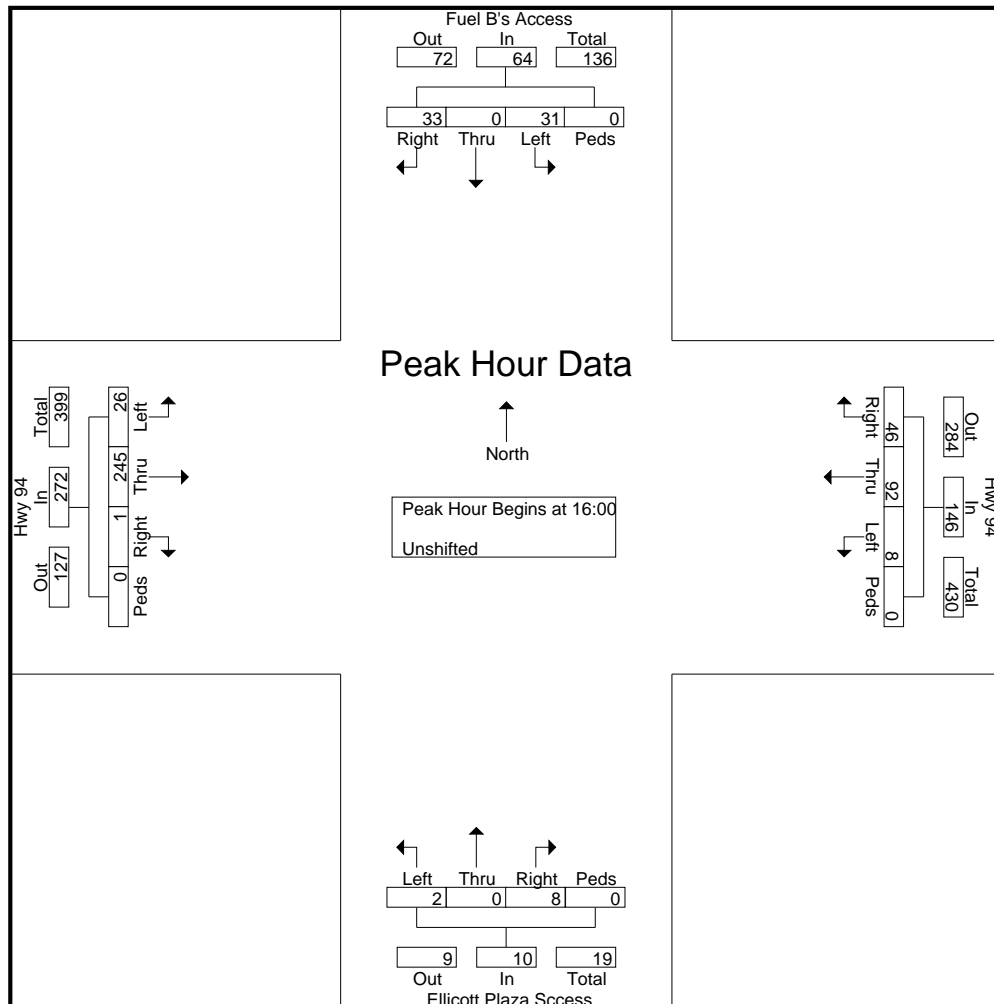 Fuel B's Access
Out In Total
72 64 136
33 0 31 0
Right Thru Left Peds
Peak Hour Data
North
Peak Hour Begins at 16:00
Unshifted
Hwy 94
Total In Out
399 272 127
26 245 1 0
Left Thru Right Peds
Right Thru Left Peds
46 92 8 0
Out In Total
284 146 430
Hwy 94
Left Thru Right Peds
2 0 8 0
9 10 19
Out In Total
Ellicott Plaza Sccess